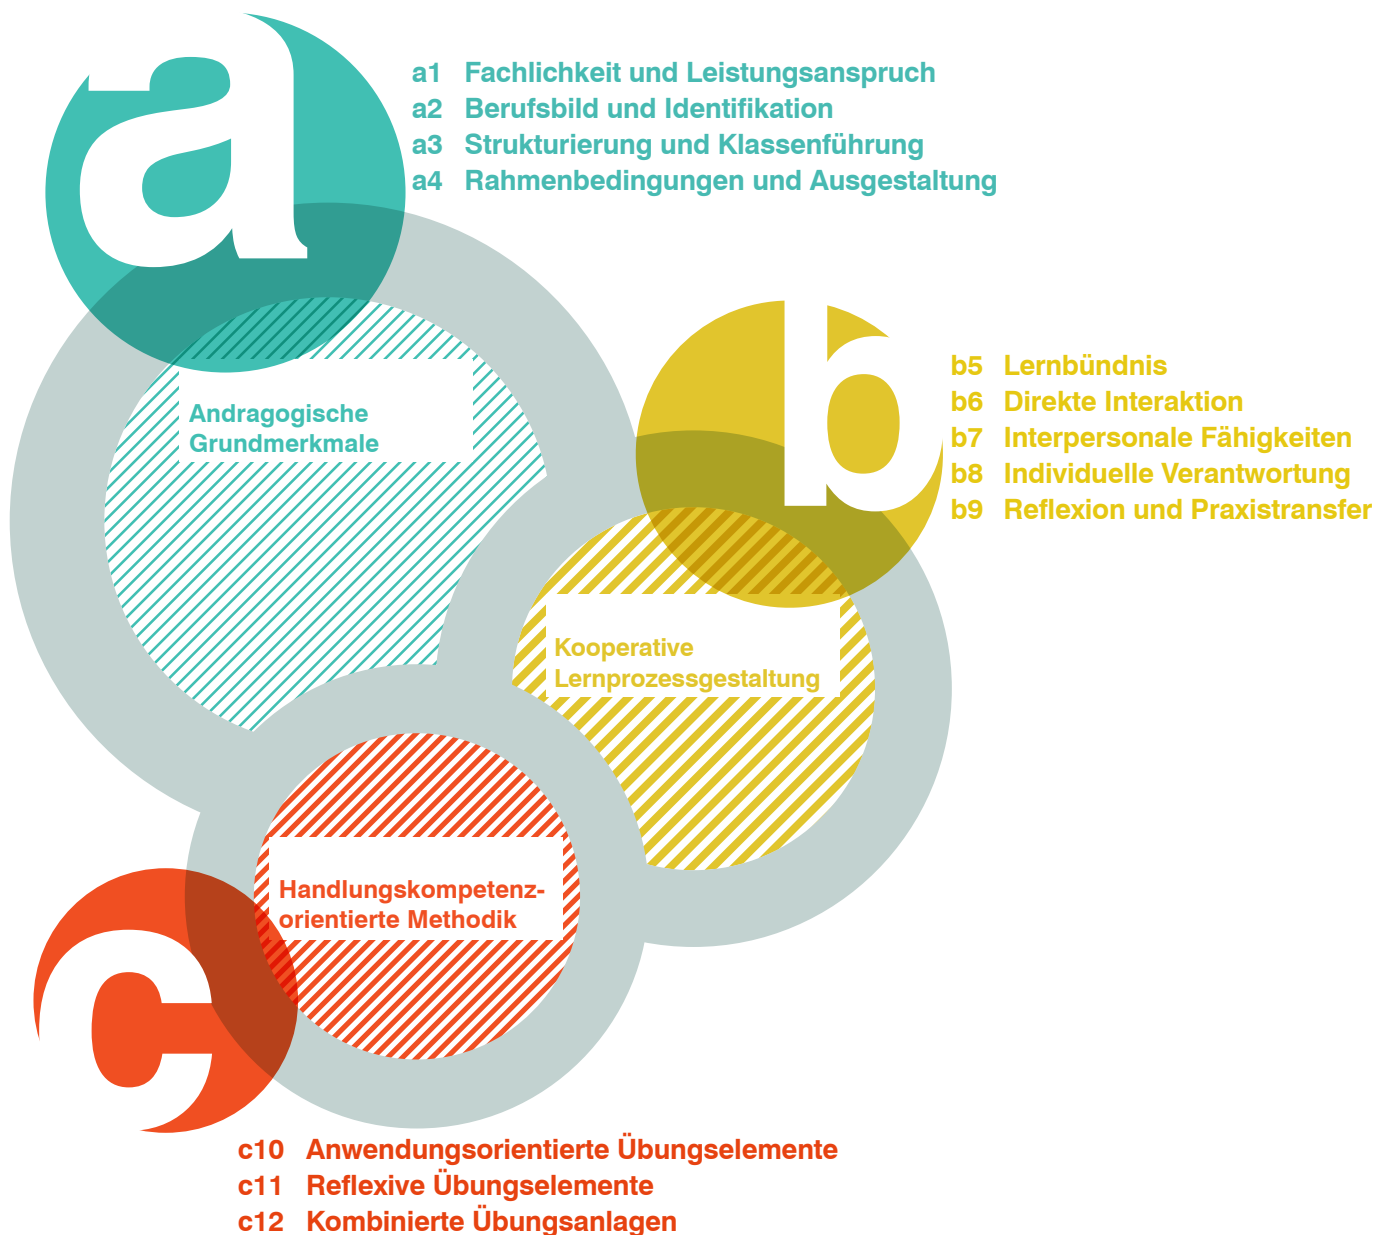 a
a1 Fachlichkeit und Leistungsanspruch
a2 Berufsbild und Identifikation
a3 Strukturierung und Klassenführung
a4 Rahmenbedingungen und Ausgestaltung
Andragogische
Grundmerkmale
b
b5 Lernbündnis
b6 Direkte Interaktion
b7 Interpersonale Fähigkeiten
b8 Individuelle Verantwortung
b9 Reflexion und Praxistransfer
Kooperative
Lernprozessgestaltung
Handlungskompetenz-
orientierte Methodik
c
c10 Anwendungsorientierte Übungselemente
c11 Reflexive Übungselemente
c12 Kombinierte Übungsanlagen